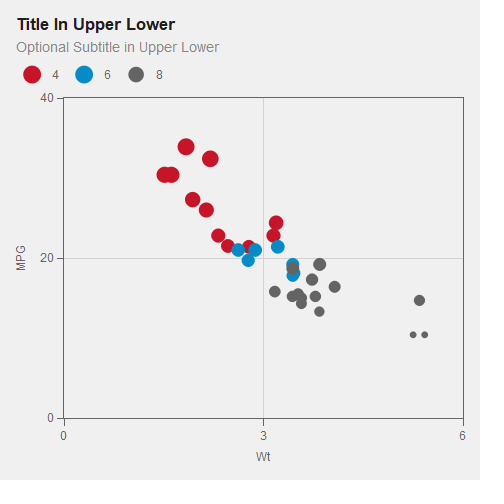 Title In Upper Lower
Optional Subtitle in Upper Lower
4 6 8
40
20
0
MPG
0 3 6
Wt